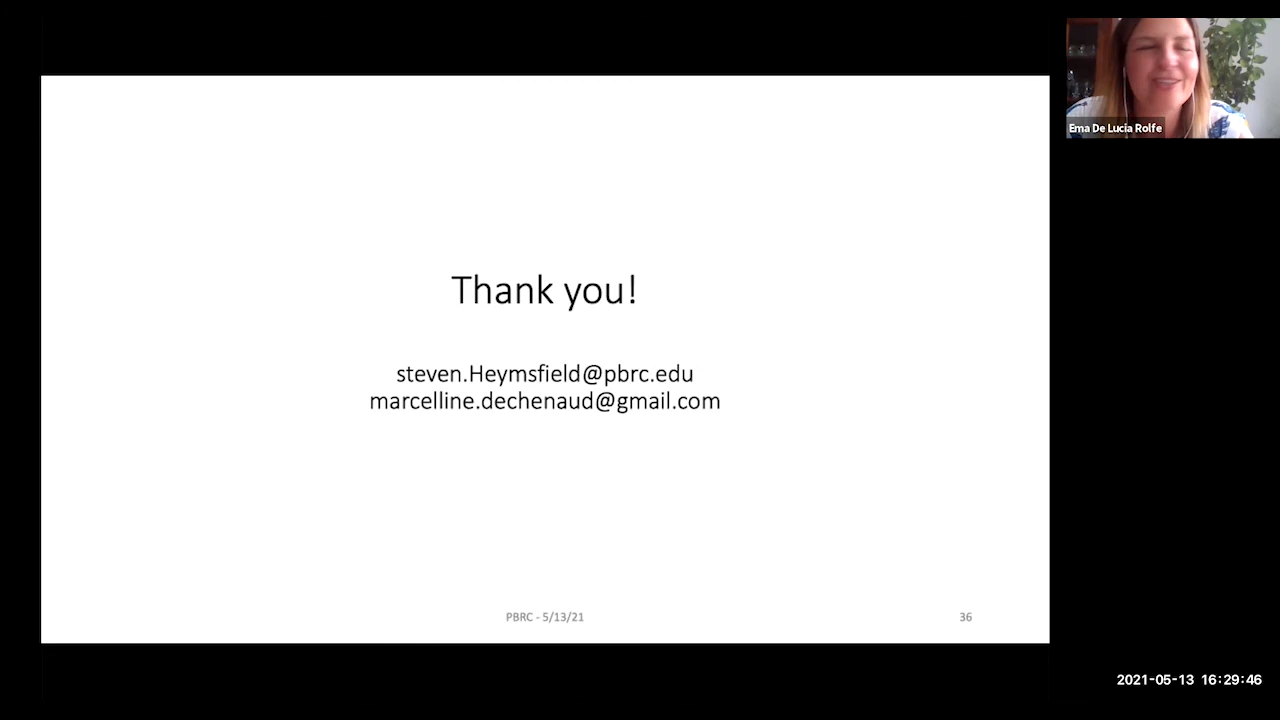 Ema De Lucia Rolfe
Thank you!
steven.Heymsfield@pbrc.edu
marcelline.dechenaud@gmail.com
PBRC - 5/13/21
36
2021-05-13 16:29:46